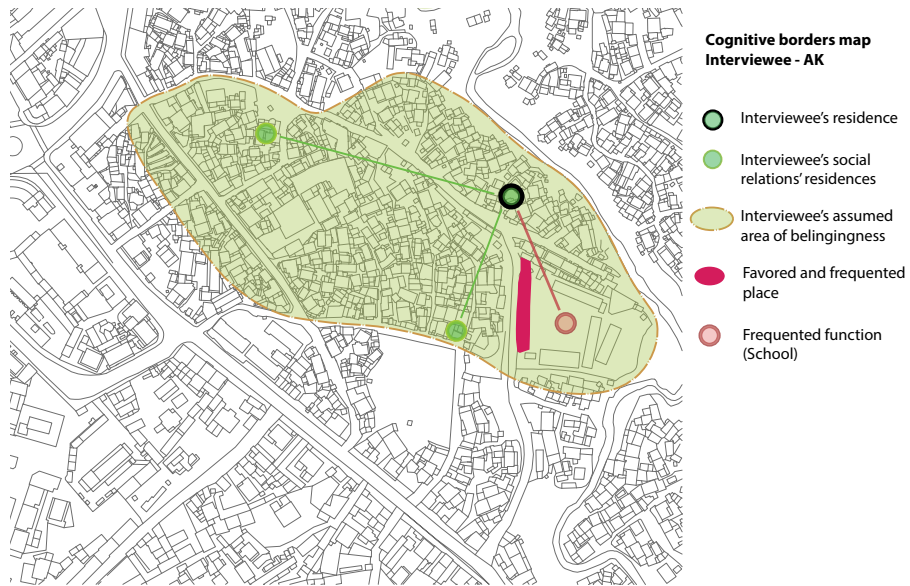 Cognitive borders map
Interviewee - AK
Interviewee's residence
Interviewee's social
relations' residences
Interviewee's assumed
area of belingingness
Favored and frequented
place
Frequented function
(School)